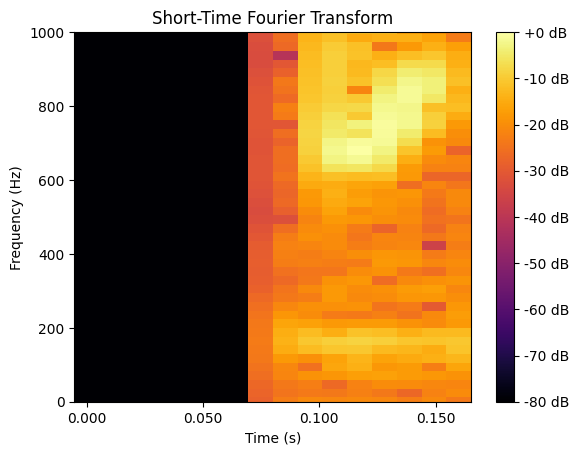 Short-Time Fourier Transform
1000
800
600
400
200
0
Frequency (Hz)
0.000
0.050
0.100
0.150
Time (s)
+0 dB
-10 dB
-20 dB
-30 dB
-40 dB
-50 dB
-60 dB
-70 dB
-80 dB